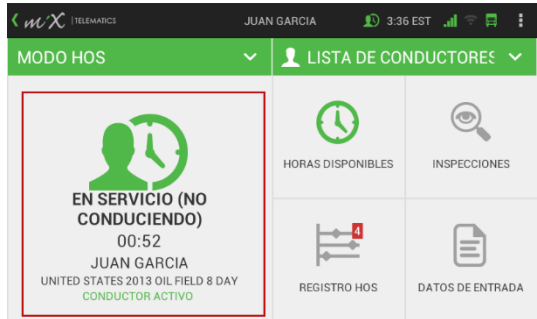 miX TELEMATICS
JUAN GARCIA
3:36 EST
MODO HOS
LISTA DE CONDUCTORES
EN SERVICIO (NO
CONDUCIENDO)
00:52
JUAN GARCIA
UNITED STATES 2013 OIL FIELD 8 DAY
CONDUCTOR ACTIVO
HORAS DISPONIBLES
INSPECCIONES
4
REGISTRO HOS
DATOS DE ENTRADA